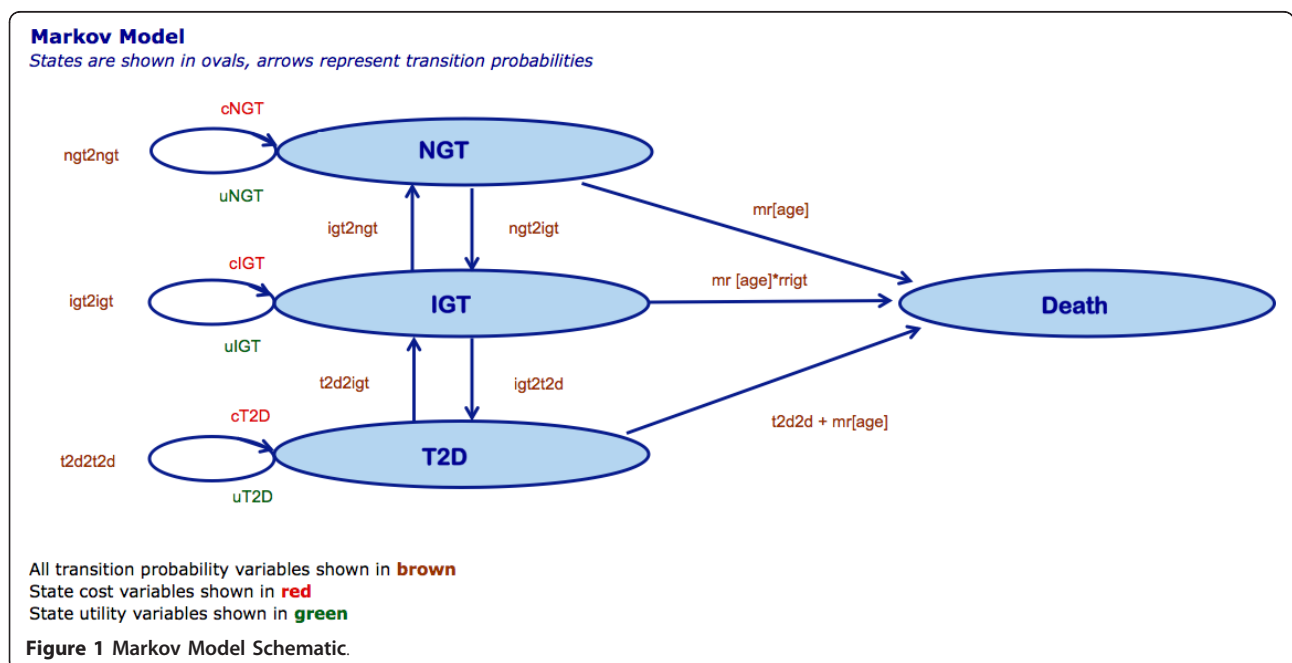 Markov Model
States are shown in ovals, arrows represent transition probabilities
cNGT
NGT
ngt2ngt
uNGT
mr[age]
igt2ngt
ngt2igt
cIGT
mr [age]*rrigt
igt2igt
IGT
Death
uIGT
t2d2igt
igt2t2d
cT2D
t2d2d + mr[age]
t2d2t2d
T2D
uT2D
All transition probability variables shown in brown
State cost variables shown in red
State utility variables shown in green
Figure 1 Markov Model Schematic.